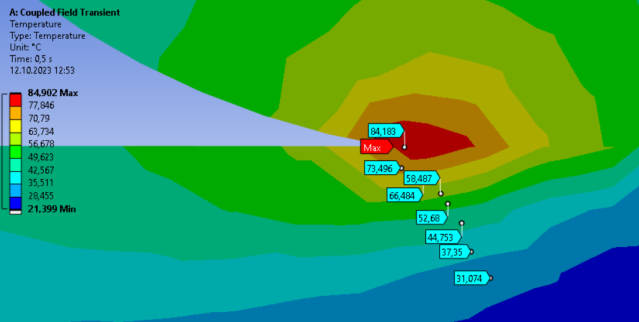 A: Coupled Field Transient
Temperature
Type: Temperature
Unit: °C
Time: 0,5 s
12.10.2023 12:53
84,902 Max
77,846
70,79
63,734
56,678
49,623
42,567
35,511
28,455
21,399 Min
84,183
Max
73,496
58,487
66,484
52,68
44,753
37,35
31,074